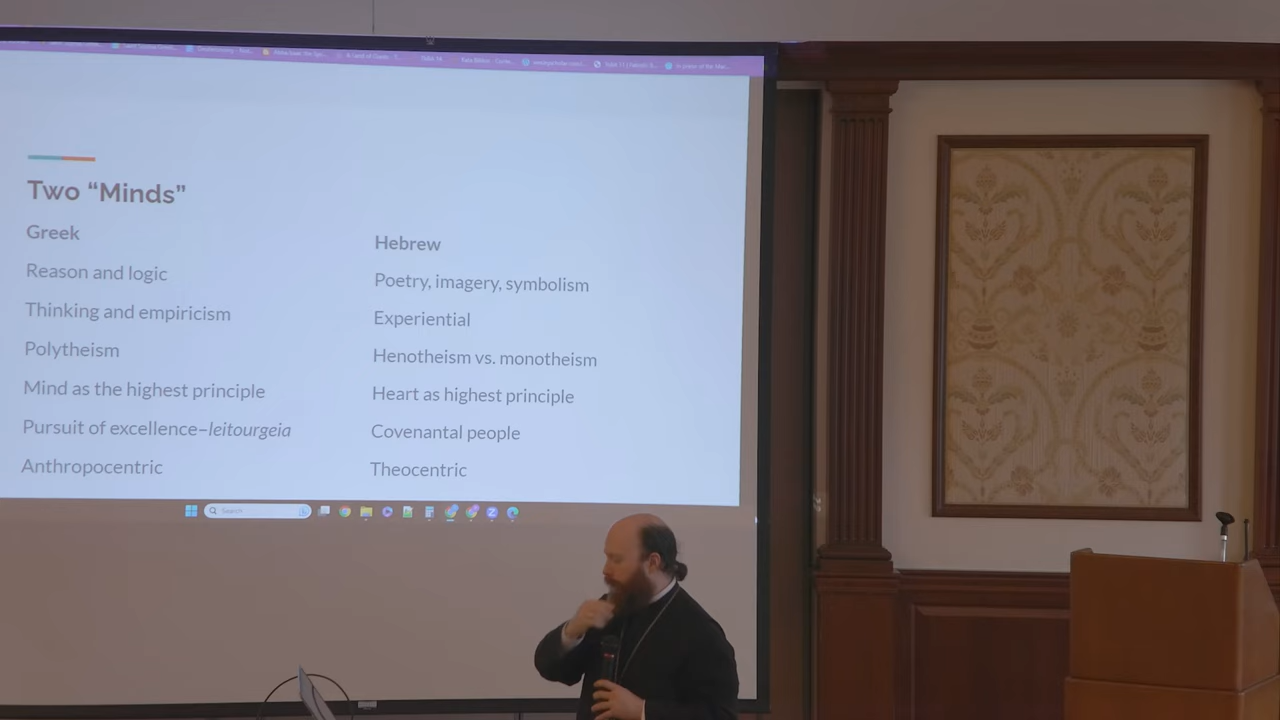 Two “Minds”
Greek
Reason and logic
Thinking and empiricism
Polytheism
Mind as the highest principle
Pursuit of excellence–leitourgeia
Anthropocentric
Hebrew
Poetry, imagery, symbolism
Experiential
Henotheism vs. monotheism
Heart as highest principle
Covenantal people
Theocentric
Search